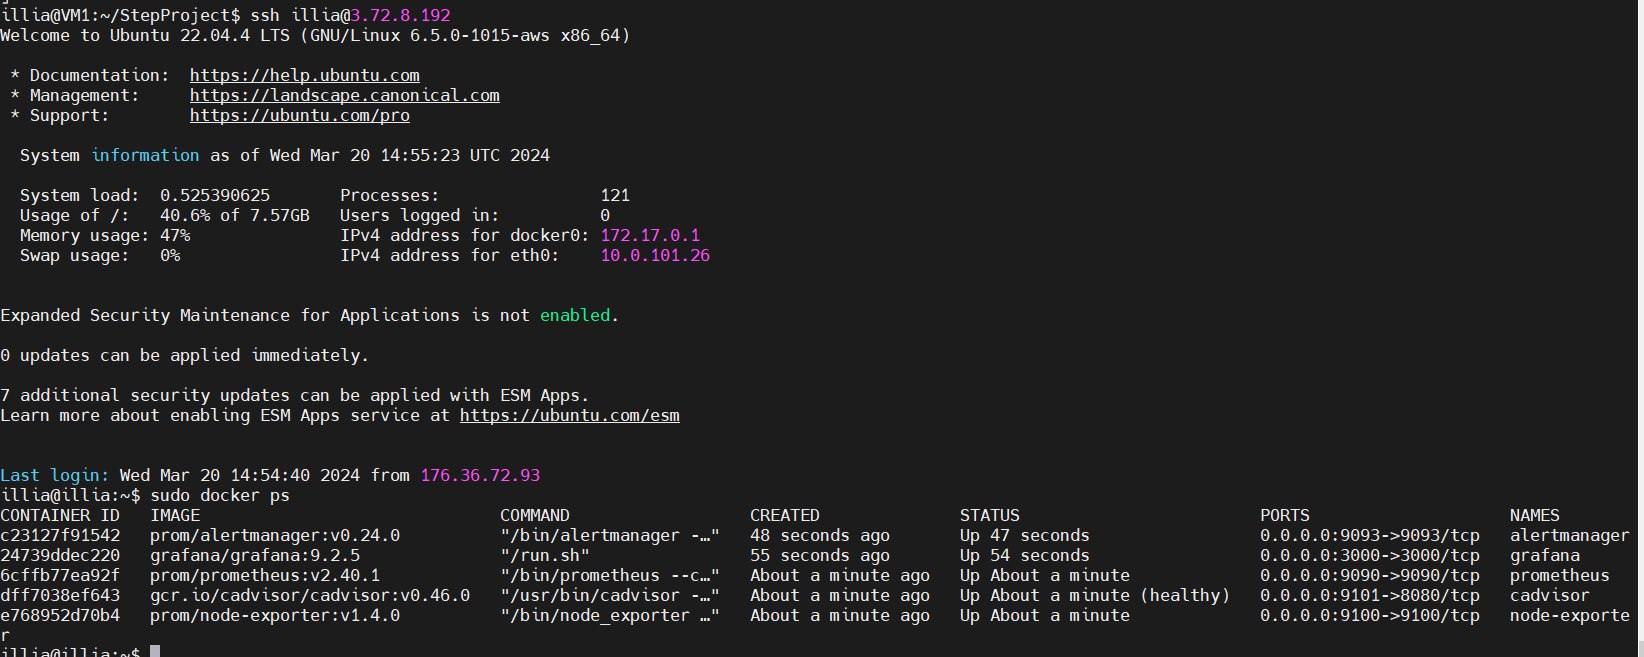 illia@VM1:~/StepProject$ ssh illia@3.72.8.192
Welcome to Ubuntu 22.04.4 LTS (GNU/Linux 6.5.0-1015-aws x86_64)
* Documentation: https://help.ubuntu.com
* Management: https://landscape.canonical.com
* Support: https://ubuntu.com/pro
System information as of Wed Mar 20 14:55:23 UTC 2024
System load: 0.525390625 Processes: 121
Usage of /: 40.6% of 7.57GB Users logged in: 0
Memory usage: 47% IPv4 address for docker0: 172.17.0.1
Swap usage: 0% IPv4 address for eth0: 10.0.101.26
Expanded Security Maintenance for Applications is not enabled.
0 updates can be applied immediately.
7 additional security updates can be applied with ESM Apps.
Learn more about enabling ESM Apps service at https://ubuntu.com/esm
Last login: Wed Mar 20 14:54:40 2024 from 176.36.72.93
illia@illia:~$ sudo docker ps
CONTAINER ID IMAGE COMMAND CREATED STATUS PORTS NAMES
c23127f91542 prom/alertmanager:v0.24.0 "/bin/alertmanager -…" 48 seconds ago Up 47 seconds 0.0.0.0:9093->9093/tcp alertmanager
24739ddec220 grafana/grafana:9.2.5 "/run.sh" 55 seconds ago Up 54 seconds 0.0.0.0:3000->3000/tcp grafana
6cffb77ea92f prom/prometheus:v2.40.1 "/bin/prometheus --c…" About a minute ago Up About a minute 0.0.0.0:9090->9090/tcp prometheus
dff7038ef643 gcr.io/cadvisor/cadvisor:v0.46.0 "/usr/bin/cadvisor -…" About a minute ago Up About a minute (healthy) 0.0.0.0:9101->8080/tcp cadvisor
e768952d70b4 prom/node-exporter:v1.4.0 "/bin/node_exporter …" About a minute ago Up About a minute 0.0.0.0:9100->9100/tcp node-exporte
r
illia@illia:~$